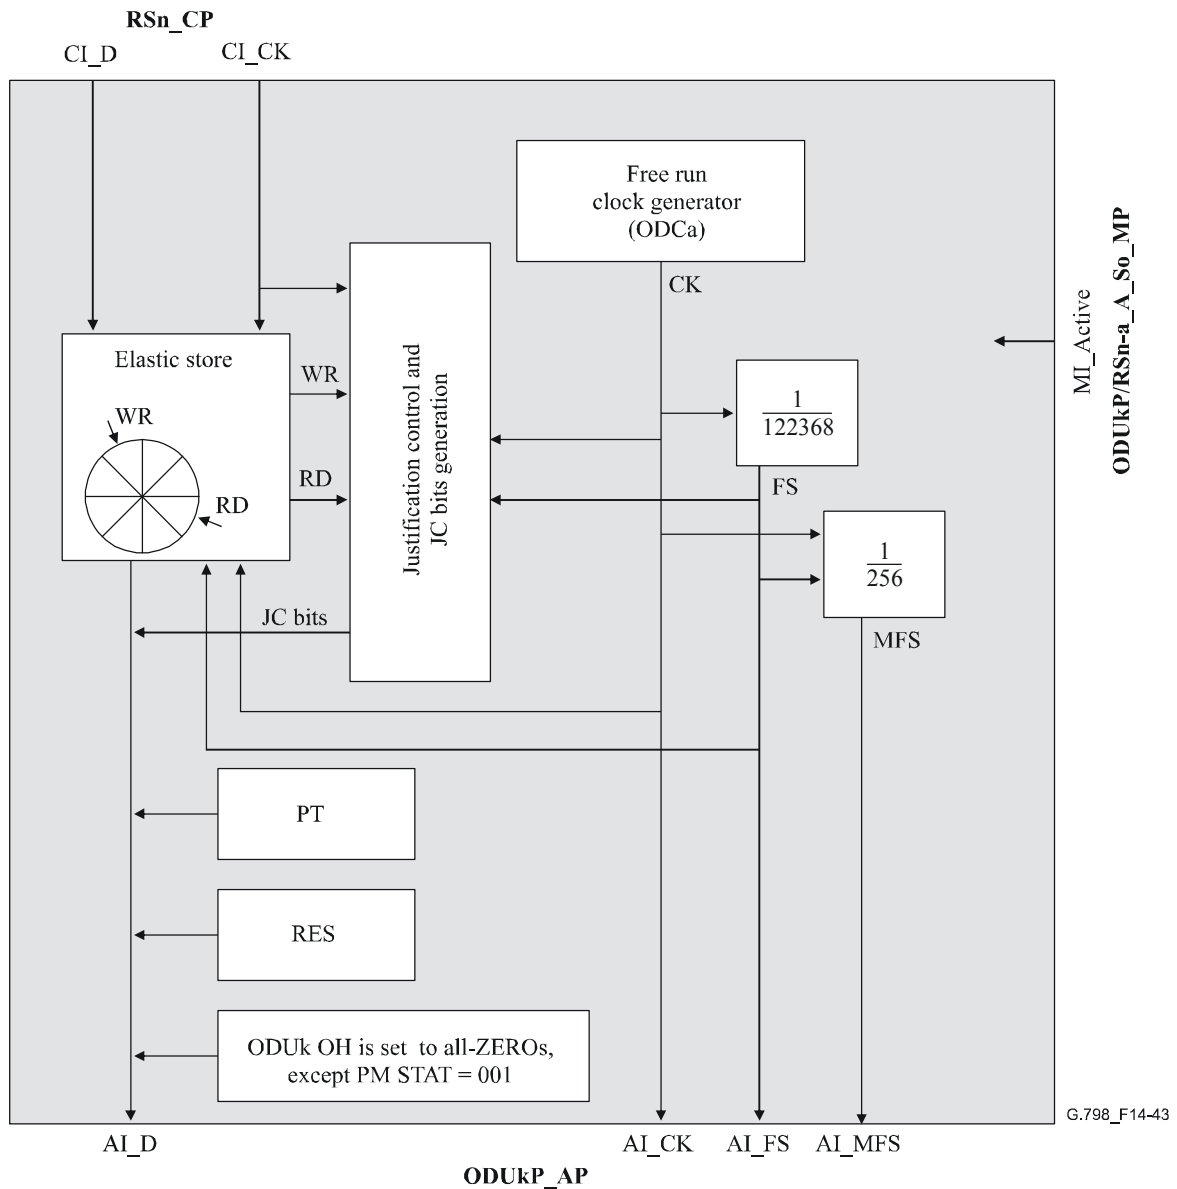 RSn_CP
CI_D
CI_CK
Free run
clock generator
(ODCa)
CK
MI_Active
ODUkP/RSn-a_A_So_MP
Elastic store
WR
WR
RD
RD
Justification control and
JC bits generation
1
122368
FS
1
256
MFS
JC bits
PT
RES
ODUk OH is set to all-ZEROs,
except PM STAT = 001
G.798_F14-43
AI_D
AI_CK
AI_FS
AI_MFS
ODUkP_AP